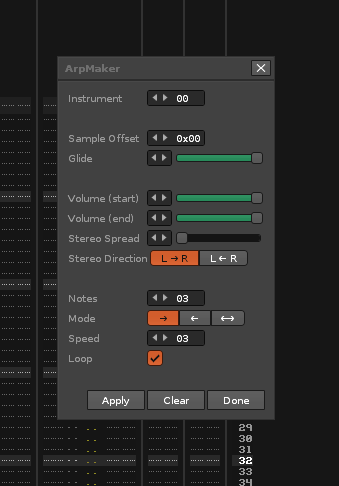 ArpMaker
Instrument 00
Sample Offset 0x00
Glide
Volume (start)
Volume (end)
Stereo Spread
Stereo Direction L → R L ← R
Notes 03
Mode → ← ↔
Speed 03
Loop
Apply Clear Done
29
30
31
32
33
34